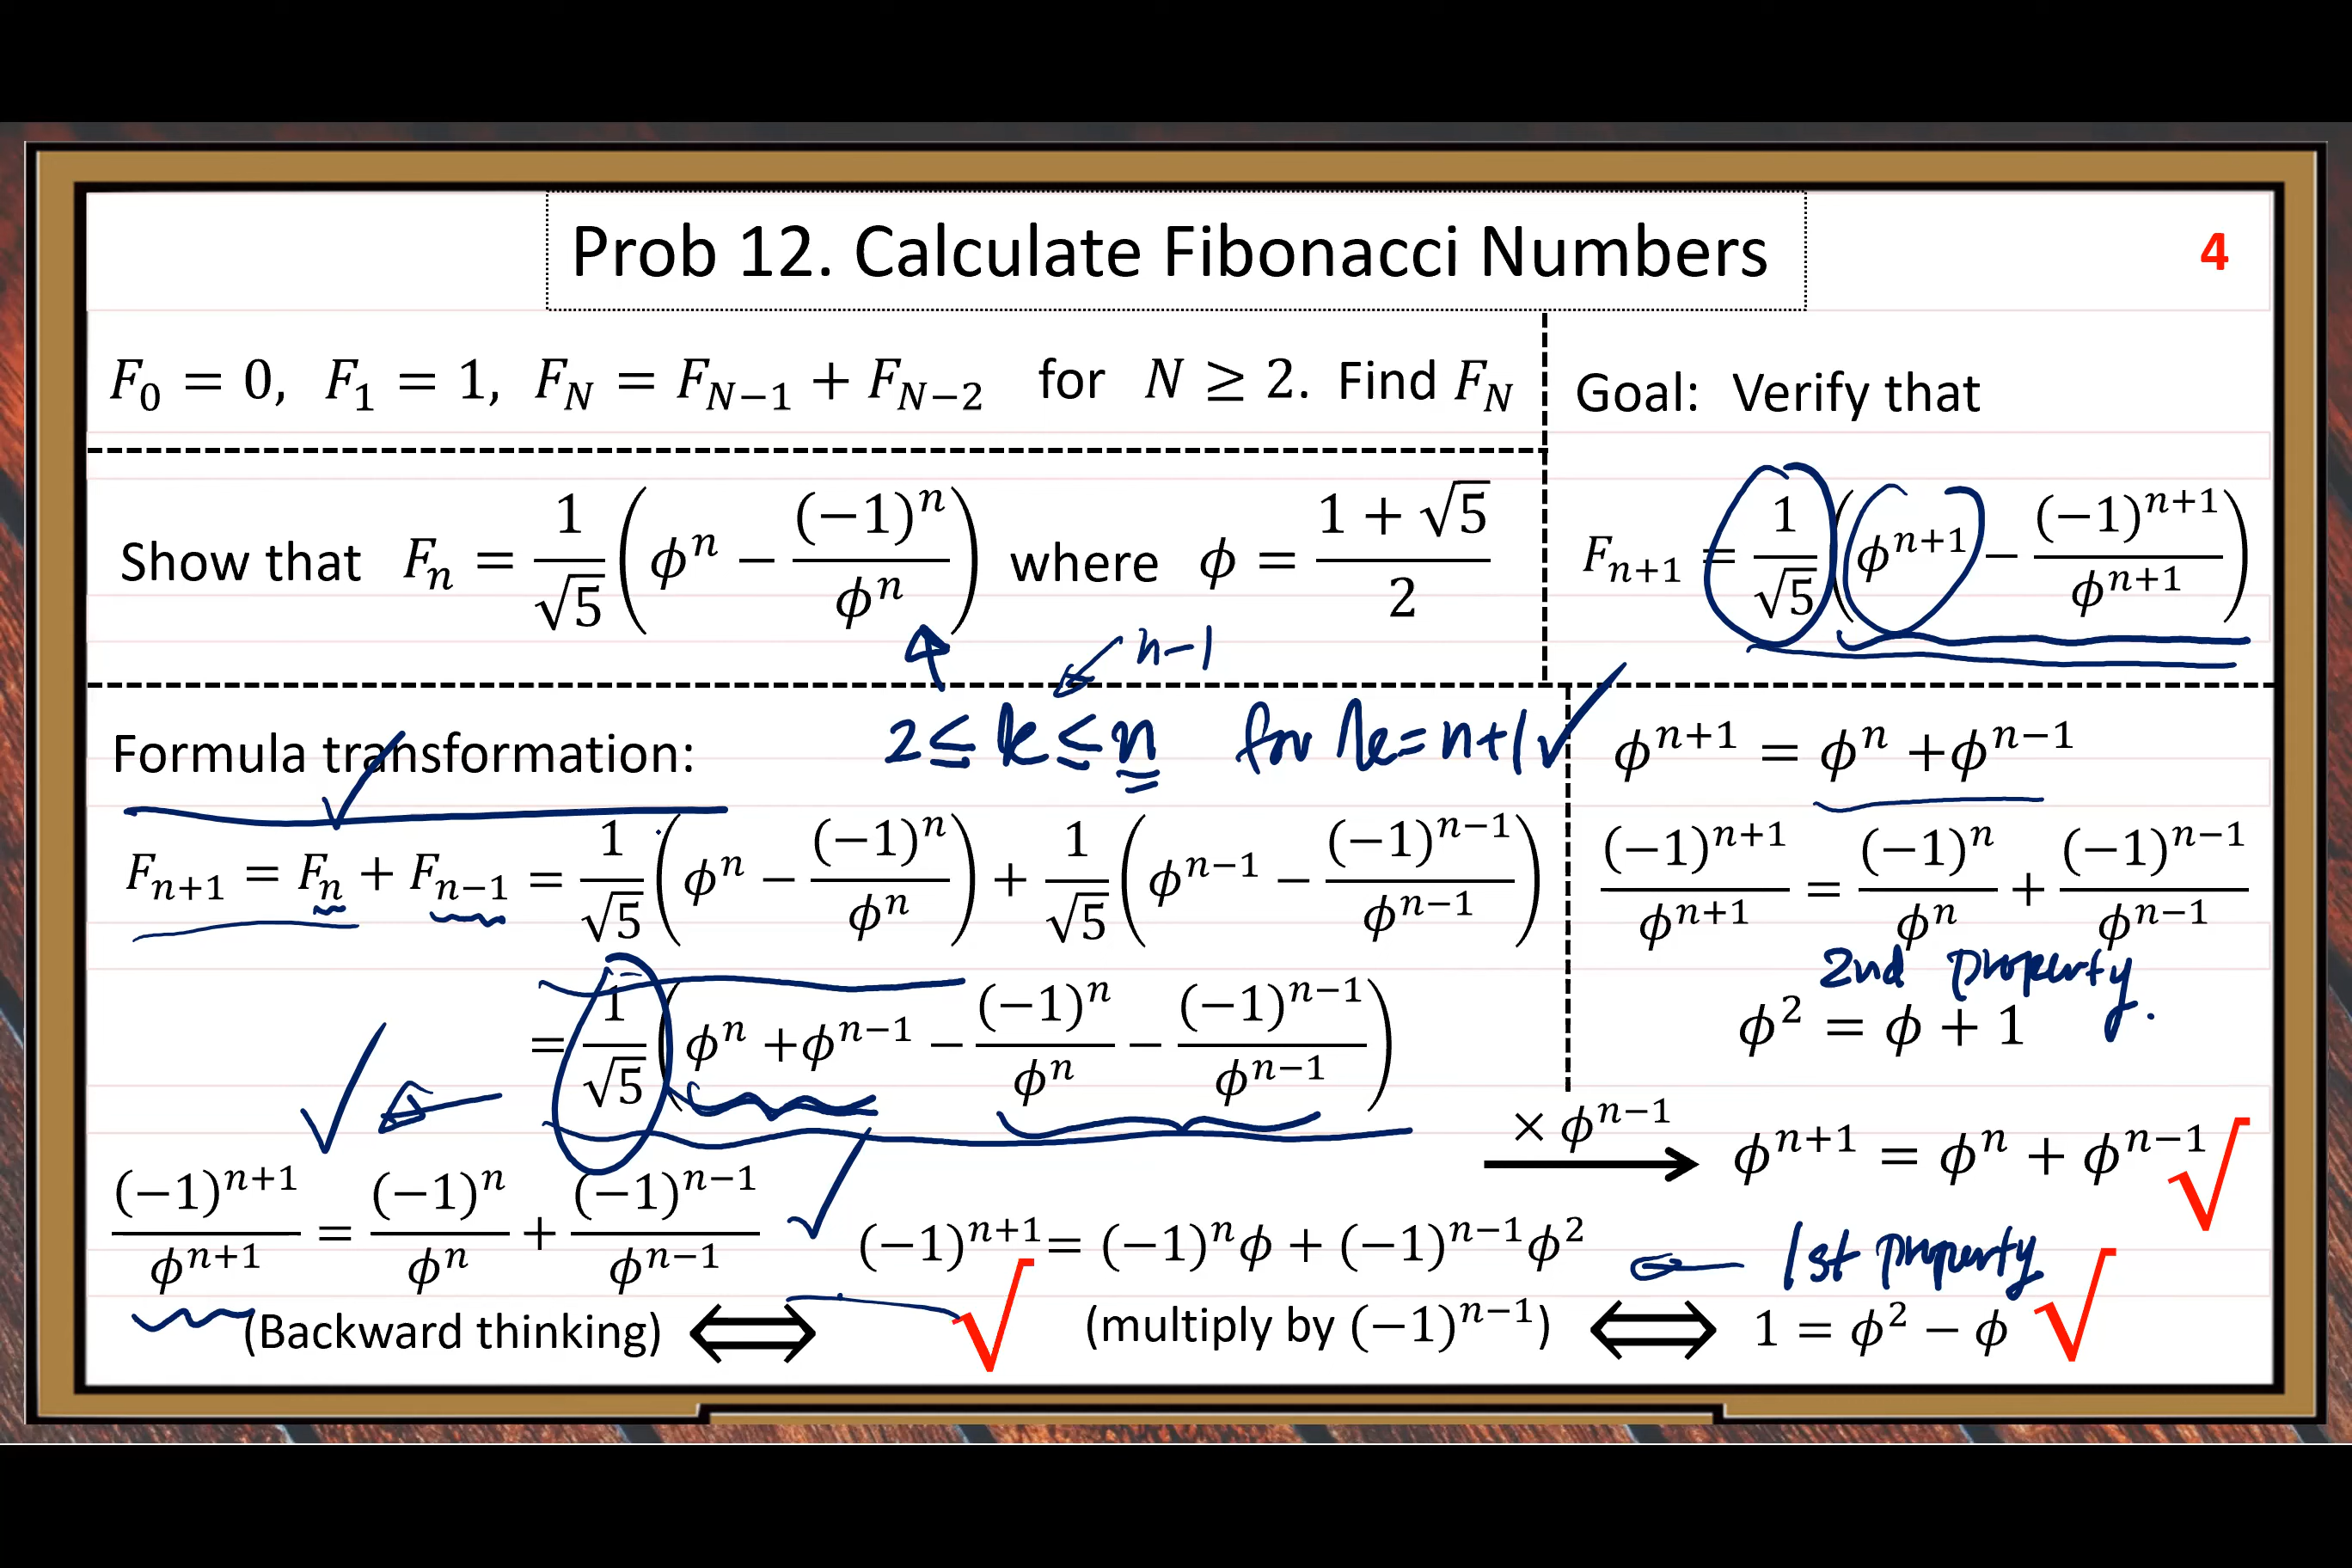 Prob 12. Calculate Fibonacci Numbers
4
F₀ = 0, F₁ = 1, F_N = F_{N−1} + F_{N−2} for N ≥ 2. Find F_N
Goal: Verify that
Show that F_n = 1/√5 (ϕ^n − (−1)^n/ϕ^n) where ϕ = (1 + √5)/2
F_{n+1} = 1/√5 (ϕ^{n+1} − (−1)^{n+1}/ϕ^{n+1})
n−1
2 ≤ k ≤ n for k = n+1 ✓
Formula transformation:
F_{n+1} = F_n + F_{n−1} = 1/√5 (ϕ^n − (−1)^n/ϕ^n) + 1/√5 (ϕ^{n−1} − (−1)^{n−1}/ϕ^{n−1})
= 1/√5 (ϕ^n + ϕ^{n−1} − (−1)^n/ϕ^n − (−1)^{n−1}/ϕ^{n−1})
ϕ^{n+1} = ϕ^n + ϕ^{n−1}
(−1)^{n+1}/ϕ^{n+1} = (−1)^n/ϕ^n + (−1)^{n−1}/ϕ^{n−1}
2nd property.
ϕ² = ϕ + 1
× ϕ^{n−1}
ϕ^{n+1} = ϕ^n + ϕ^{n−1} √
(−1)^{n+1}/ϕ^{n+1} = (−1)^n/ϕ^n + (−1)^{n−1}/ϕ^{n−1} ✓
(−1)^{n+1} = (−1)^n ϕ + (−1)^{n−1} ϕ²
1st property
(Backward thinking) ⟺ √ (multiply by (−1)^{n−1}) ⟺ 1 = ϕ² − ϕ √